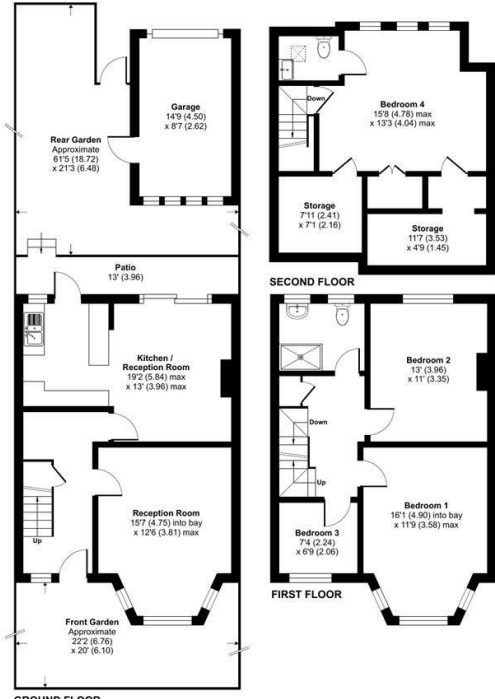 Garage
14'9 (4.50)
x 8'7 (2.62)
Rear Garden
Approximate
61'5 (18.72)
x 21'3 (6.48)
Patio
13' (3.96)
Kitchen /
Reception Room
19'2 (5.84) max
x 13' (3.96) max
Reception Room
15'7 (4.75) into bay
x 12'6 (3.81) max
Up
Front Garden
Approximate
22'2 (6.76)
x 20' (6.10)
GROUND FLOOR
Down
Bedroom 4
15'8 (4.78) max
x 13'3 (4.04) max
Storage
7'11 (2.41)
x 7'1 (2.16)
Storage
11'7 (3.53)
x 4'9 (1.45)
SECOND FLOOR
Bedroom 2
13' (3.96)
x 11' (3.35)
Down
Up
Bedroom 1
16'1 (4.90) into bay
x 11'9 (3.58) max
Bedroom 3
7'4 (2.24)
x 6'9 (2.06)
FIRST FLOOR